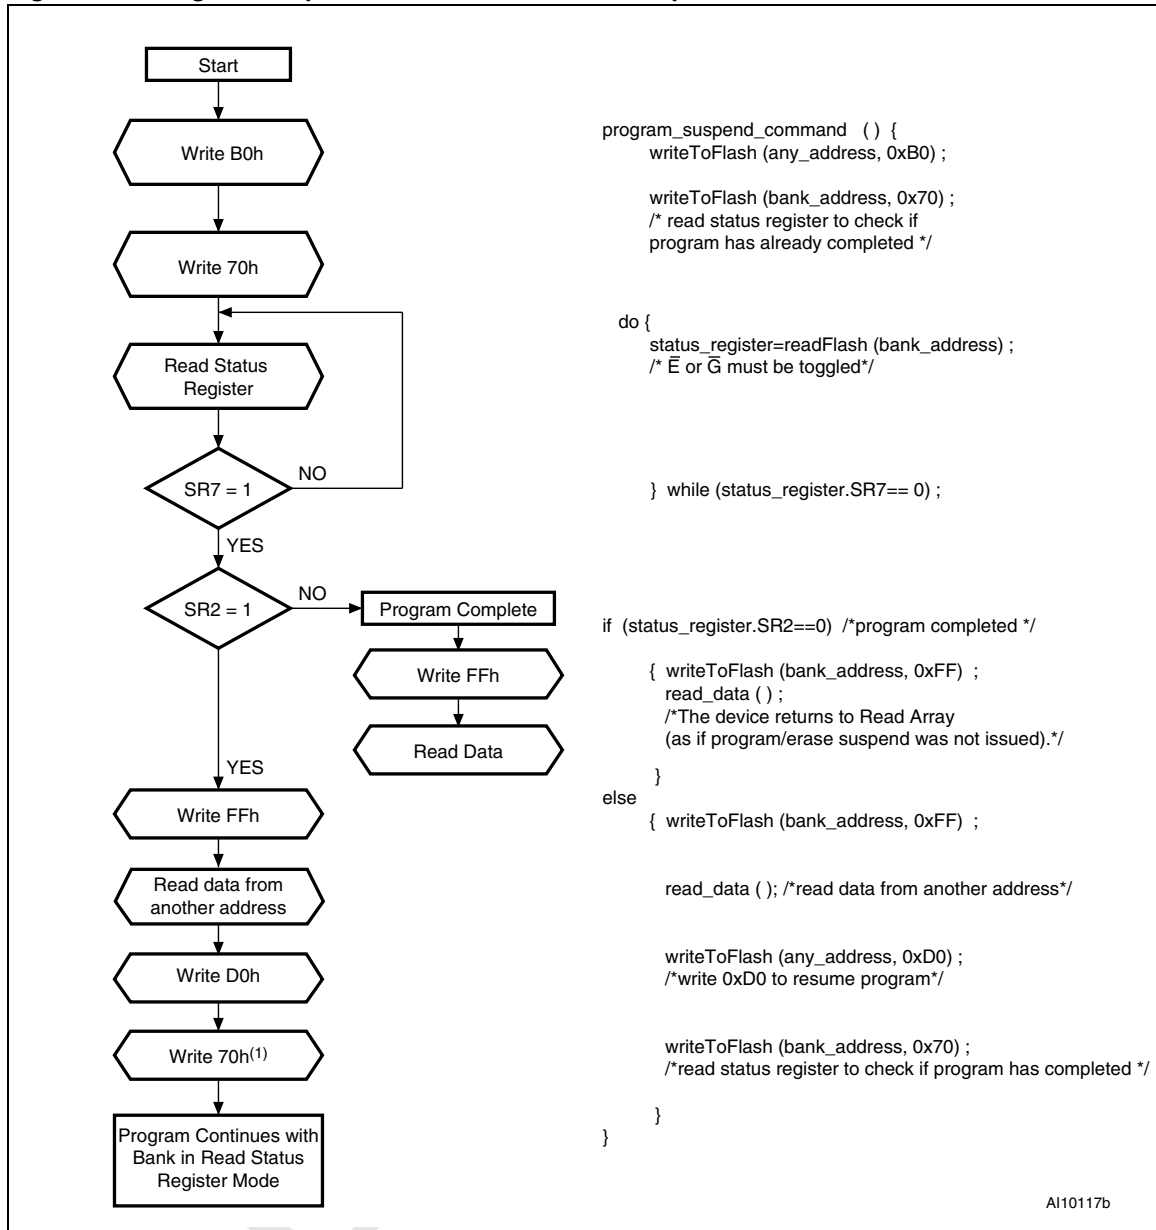 Start
Write B0h
Write 70h
Read Status
Register
SR7 = 1
NO
YES
SR2 = 1
NO
Program Complete
Write FFh
Read Data
YES
Write FFh
Read data from
another address
Write D0h
Write 70h(1)
Program Continues with
Bank in Read Status
Register Mode
program_suspend_command ( ) {
writeToFlash (any_address, 0xB0) ;
writeToFlash (bank_address, 0x70) ;
/* read status register to check if
program has already completed */
do {
status_register=readFlash (bank_address) ;
/* E̅ or G̅ must be toggled*/
} while (status_register.SR7== 0) ;
if (status_register.SR2==0) /*program completed */
{ writeToFlash (bank_address, 0xFF) ;
read_data ( ) ;
/*The device returns to Read Array
(as if program/erase suspend was not issued).*/
}
else
{ writeToFlash (bank_address, 0xFF) ;
read_data ( ); /*read data from another address*/
writeToFlash (any_address, 0xD0) ;
/*write 0xD0 to resume program*/
writeToFlash (bank_address, 0x70) ;
/*read status register to check if program has completed */
}
}
AI10117b